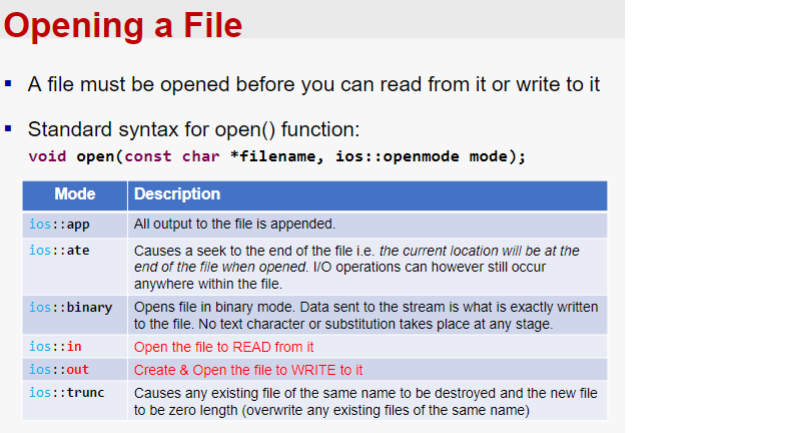 Opening a File
A file must be opened before you can read from it or write to it
Standard syntax for open() function:
void open(const char *filename, ios::openmode mode);
Mode Description
ios::app All output to the file is appended.
ios::ate Causes a seek to the end of the file i.e. the current location will be at the
end of the file when opened. I/O operations can however still occur
anywhere within the file.
ios::binary Opens file in binary mode. Data sent to the stream is what is exactly written
to the file. No text character or substitution takes place at any stage.
ios::in Open the file to READ from it
ios::out Create & Open the file to WRITE to it
ios::trunc Causes any existing file of the same name to be destroyed and the new file
to be zero length (overwrite any existing files of the same name)